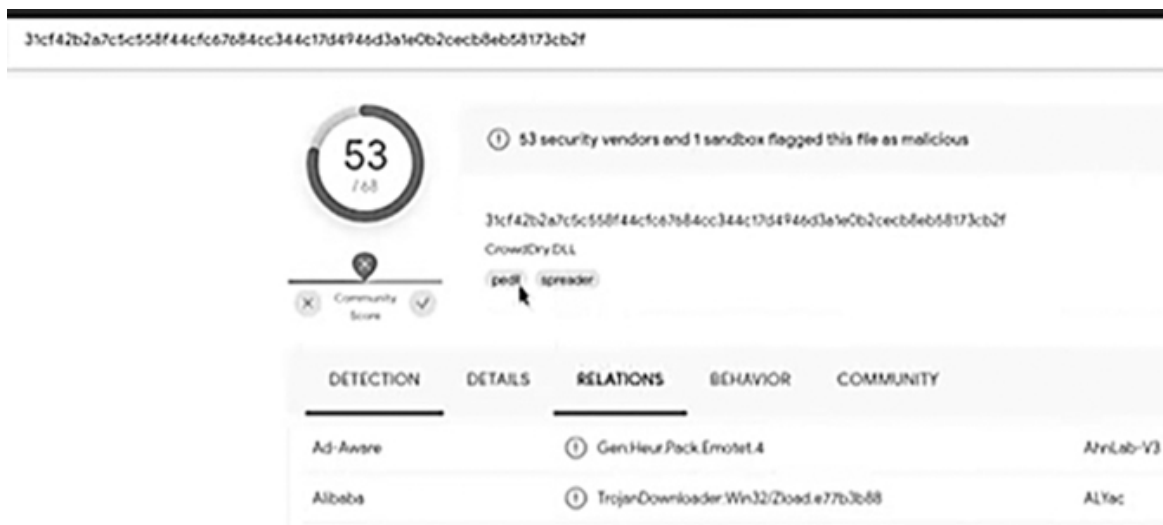 31cf42b2a7c5c558f44cfc67684cc344c17d4946d3a1e0b2cecb8eb58173cb2f
53
/ 68
53 security vendors and 1 sandbox flagged this file as malicious
31cf42b2a7c5c558f44cfc67684cc344c17d4946d3a1e0b2cecb8eb58173cb2f
CrowdDry.DLL
pedll spreader
Community
Score
DETECTION DETAILS RELATIONS BEHAVIOR COMMUNITY
Ad-Aware Gen:Heur.Pack.Emotet.4 AhnLab-V3
Alibaba TrojanDownloader:Win32/Zload.e77b3b88 ALYac